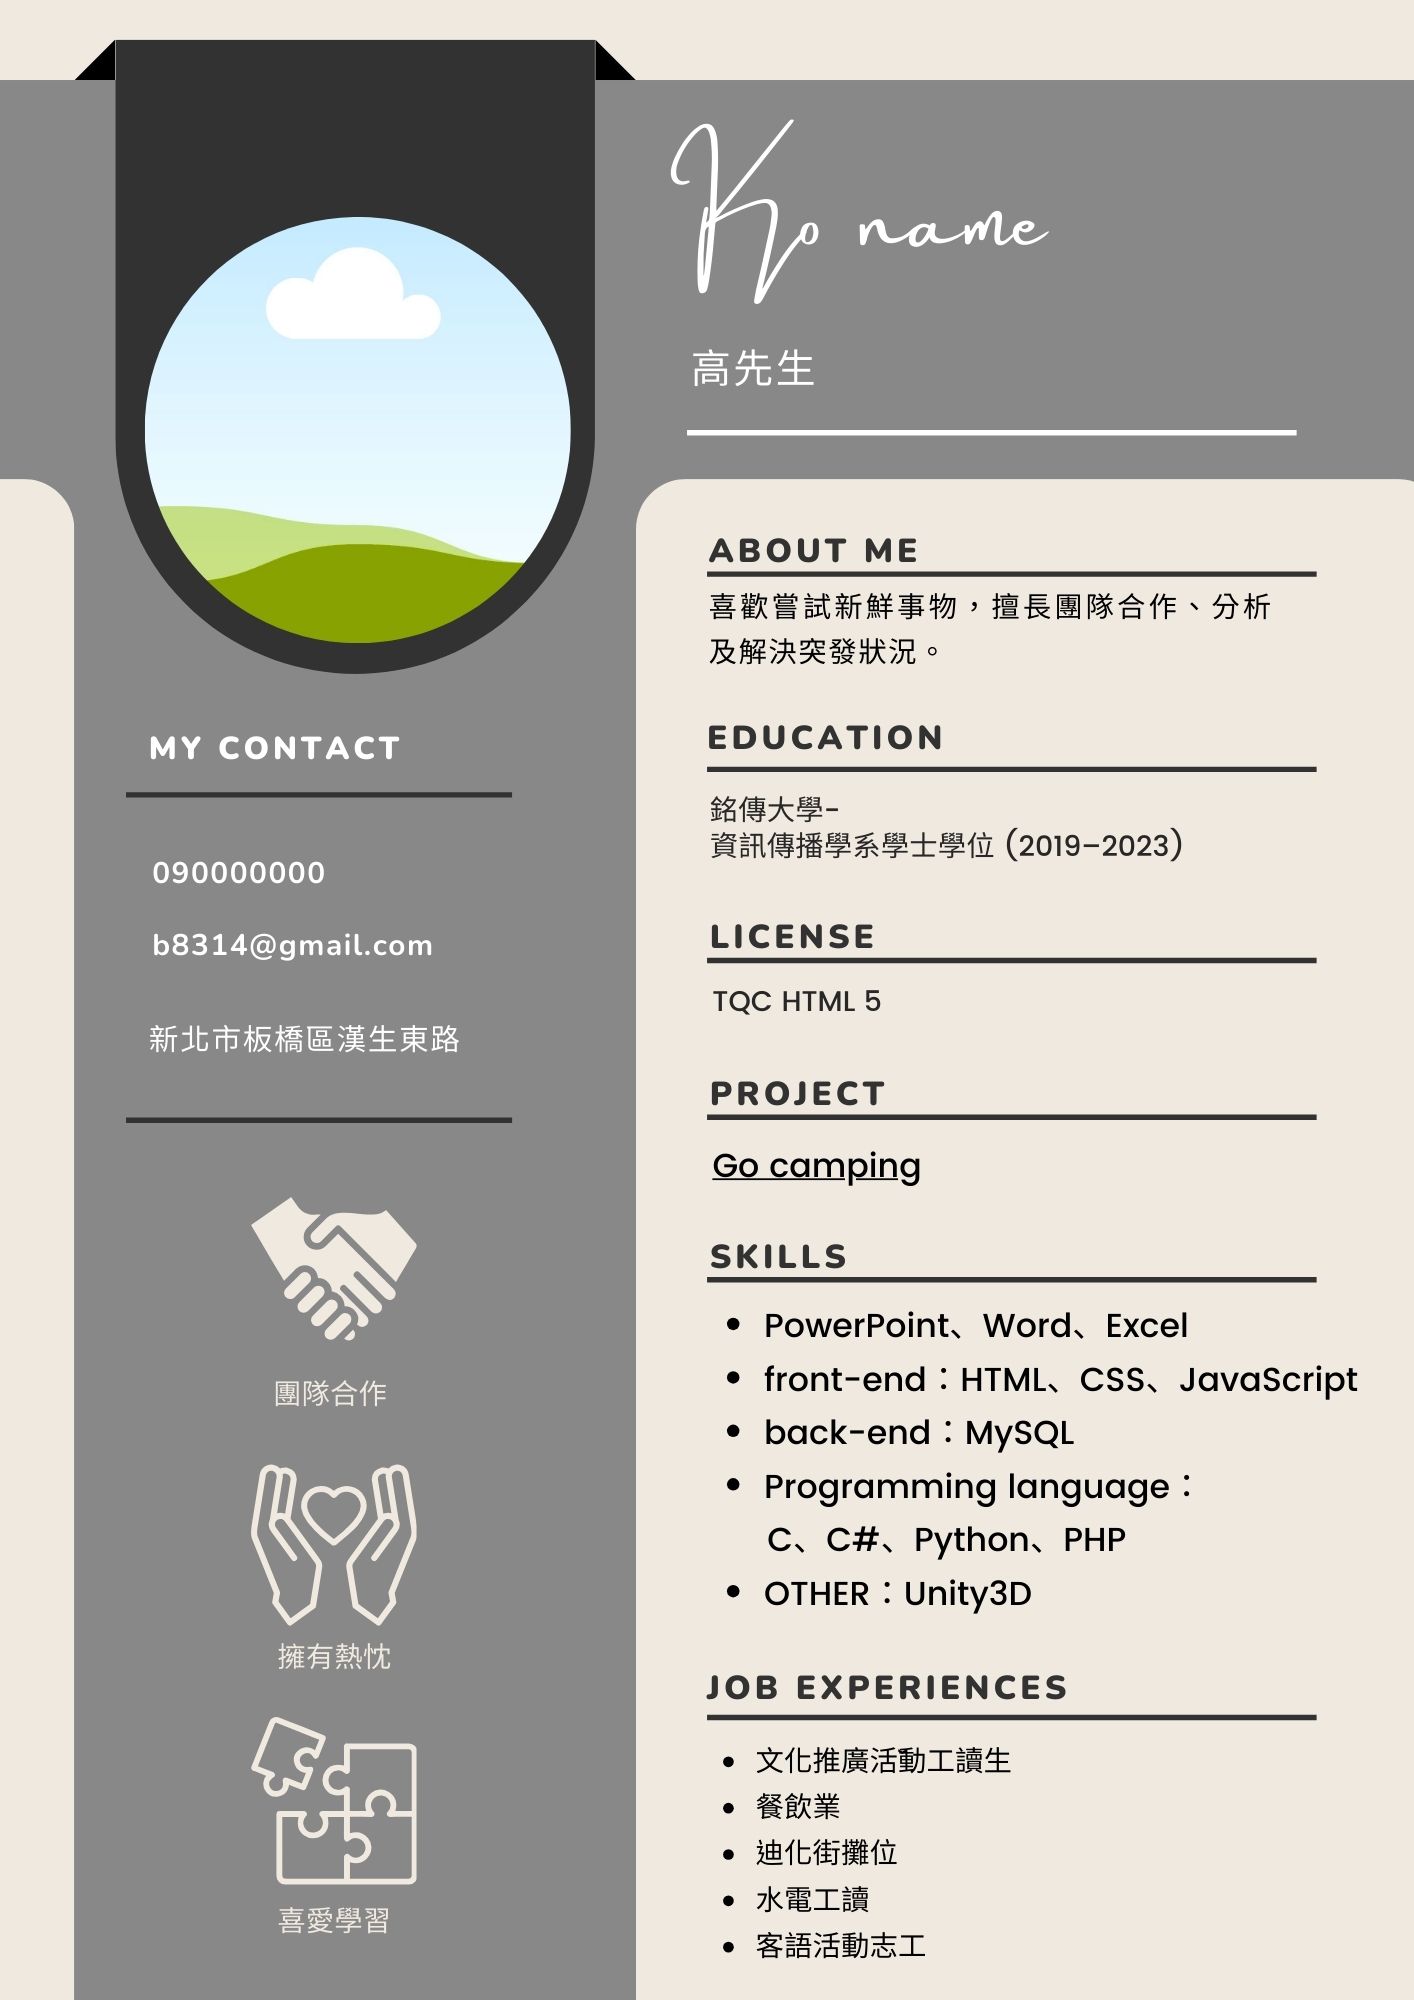 Ko name
高先生
MY CONTACT
090000000
b8314@gmail.com
新北市板橋區漢生東路
團隊合作
擁有熱忱
喜愛學習
ABOUT ME
喜歡嘗試新鮮事物，擅長團隊合作、分析
及解決突發狀況。
EDUCATION
銘傳大學-
資訊傳播學系學士學位 (2019–2023)
LICENSE
TQC HTML 5
PROJECT
Go camping
SKILLS
• PowerPoint、Word、Excel
• front-end：HTML、CSS、JavaScript
• back-end：MySQL
• Programming language：
C、C#、Python、PHP
• OTHER：Unity3D
JOB EXPERIENCES
• 文化推廣活動工讀生
• 餐飲業
• 迪化街攤位
• 水電工讀
• 客語活動志工